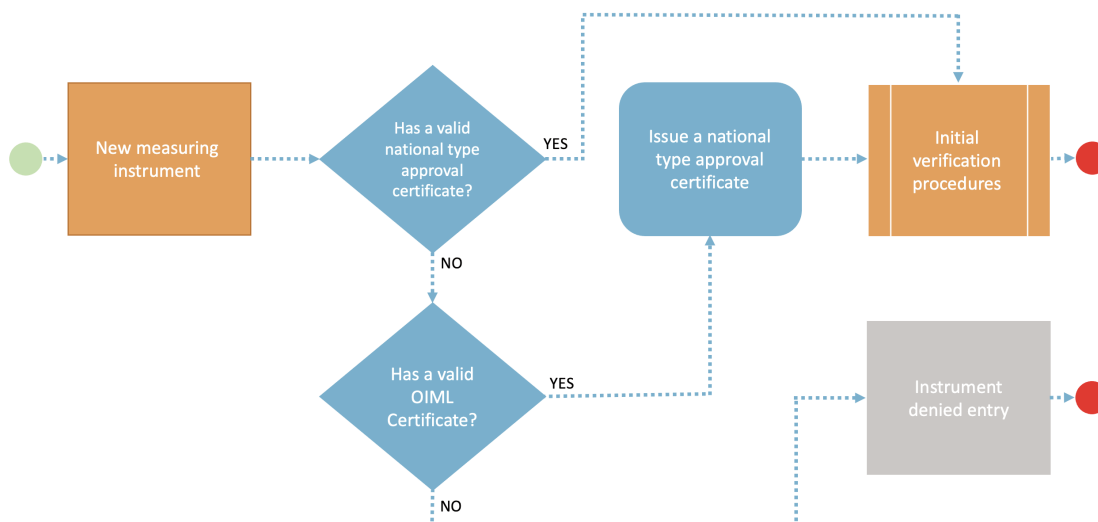 New measuring
instrument
Has a valid
national type
approval
certificate?
YES
Issue a national
type approval
certificate
Initial
verification
procedures
NO
Has a valid
OIML
Certificate?
YES
Instrument
denied entry
NO